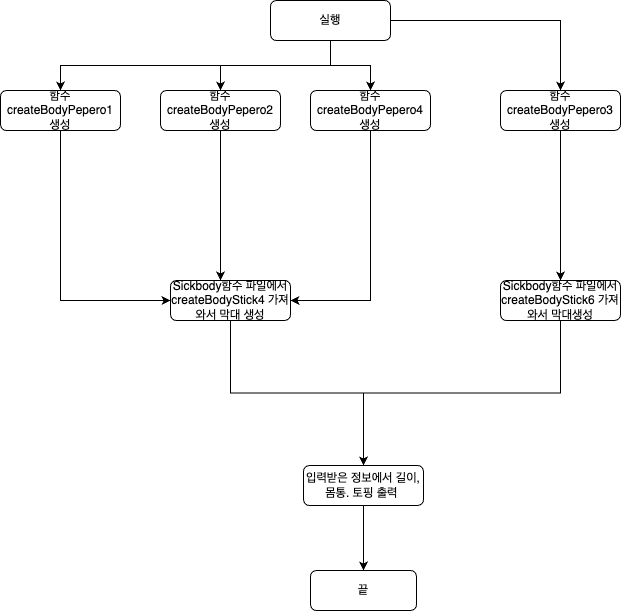 실행
함수
createBodyPepero1
생성
함수
createBodyPepero2
생성
함수
createBodyPepero4
생성
함수
createBodyPepero3
생성
Sickbody함수 파일에서
createBodyStick4 가져
와서 막대 생성
Sickbody함수 파일에서
createBodyStick6 가져
와서 막대생성
입력받은 정보에서 길이,
몸통. 토핑 출력
끝